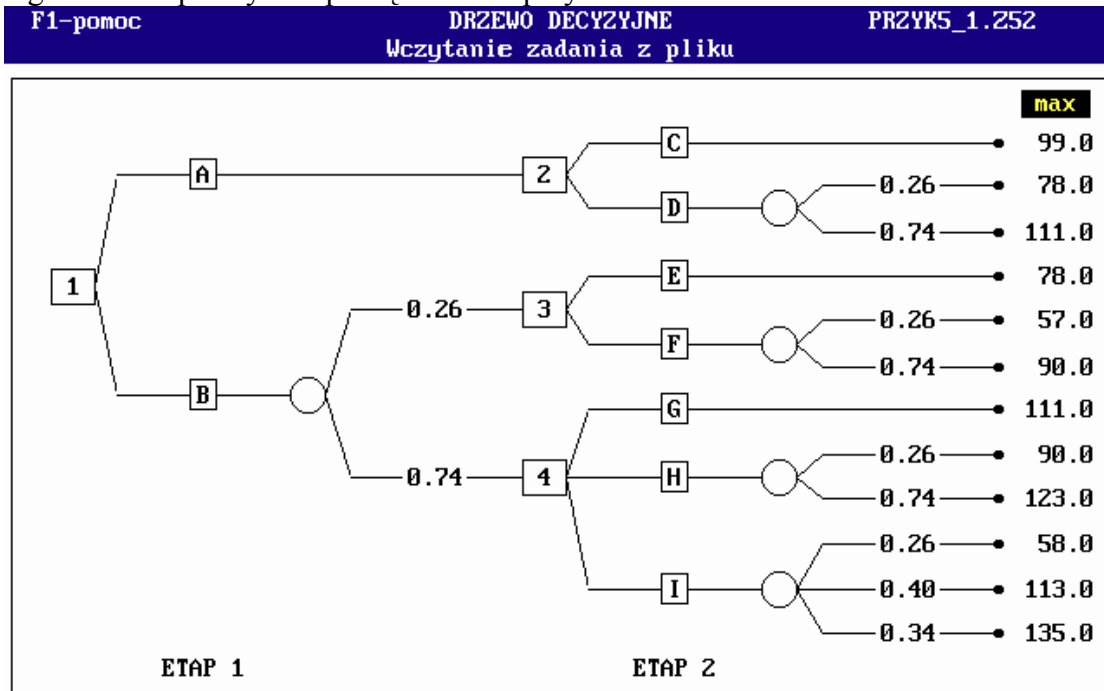 F1-pomoc DRZEWO DECYZYJNE PRZYK5_1.Z52
Wczytanie zadania z pliku
max
C 99.0
A 2 0.26 78.0
D
0.74 111.0
1 E 78.0
0.26 3 0.26 57.0
F
0.74 90.0
B G 111.0
0.26 90.0
0.74 4 H
0.74 123.0
0.26 58.0
I 0.40 113.0
0.34 135.0
ETAP 1 ETAP 2